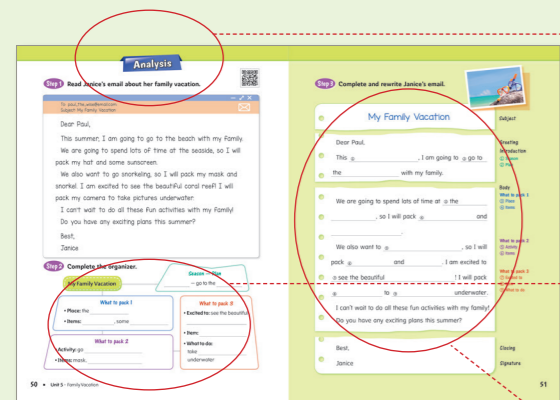 Analysis
Step 1 Read Janice's email about her family vacation.
To: paul_the_wise@email.com
Subject: My Family Vacation
Dear Paul,
This summer, I am going to go to the beach with my family.
We are going to spend lots of time at the seaside, so I will
pack my hat and some sunscreen.
We also want to go snorkeling, so I will pack my mask and
snorkel. I am excited to see the beautiful coral reef! I will
pack my camera to take pictures underwater.
I can't wait to do all these fun activities with my family!
Do you have any exciting plans this summer?
Best,
Janice
Step 2 Complete the organizer.
My Family Vacation
Season – Plan
– go to the
What to pack 1
• Place: the
• Items: , some
What to pack 2
• Activity: go
• Items: mask,
What to pack 3
• Excited to: see the beautiful
• Item:
• What to do:
take
underwater
50 • Unit 5 - Family Vacation
Step 3 Complete and rewrite Janice's email.
My Family Vacation
Dear Paul,
This , I am going to go to
the with my family.
We are going to spend lots of time at the
, so I will pack and
.
We also want to , so I will
pack and . I am excited to
see the beautiful ! I will pack
to underwater.
I can't wait to do all these fun activities with my family!
Do you have any exciting plans this summer?
Best,
Janice
Subject
Greeting
Introduction
Season
Plan
Body
What to pack 1
Place
Items
What to pack 2
Activity
Items
What to pack 3
Closing
Signature
51